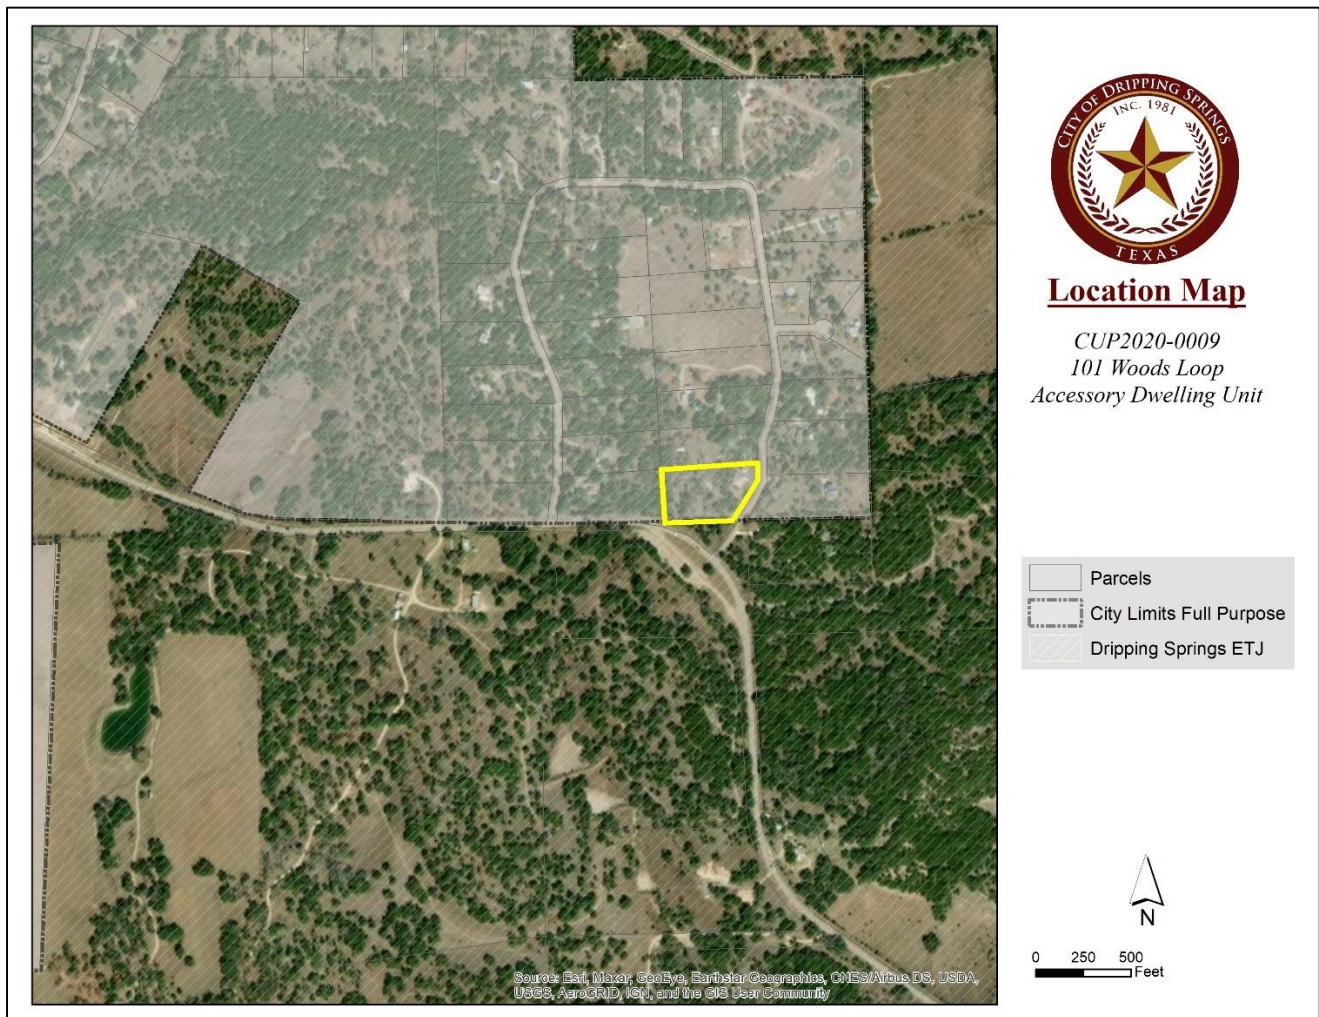 CITY OF DRIPPING SPRINGS
INC. 1981
TEXAS
Location Map
CUP2020-0009
101 Woods Loop
Accessory Dwelling Unit
Parcels
City Limits Full Purpose
Dripping Springs ETJ
N
0 250 500
Feet
Source: Esri, Maxar, GeoEye, Earthstar Geographics, CNES/Airbus DS, USDA,
USGS, AeroGRID, IGN, and the GIS User Community